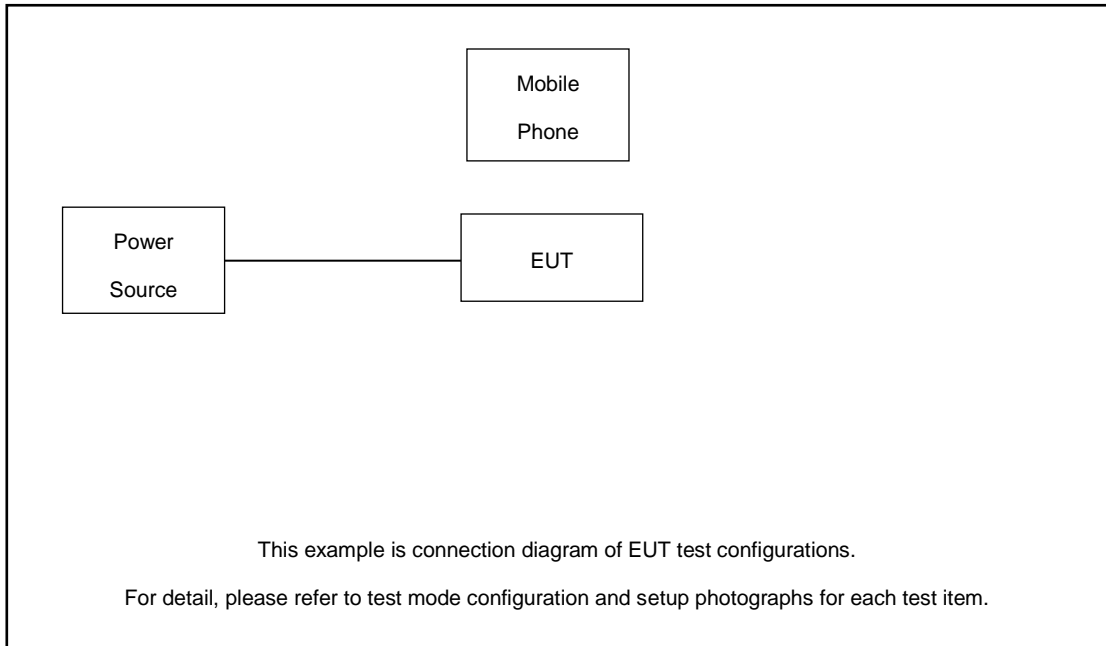 Mobile
Phone
Power
Source
EUT
This example is connection diagram of EUT test configurations.
For detail, please refer to test mode configuration and setup photographs for each test item.